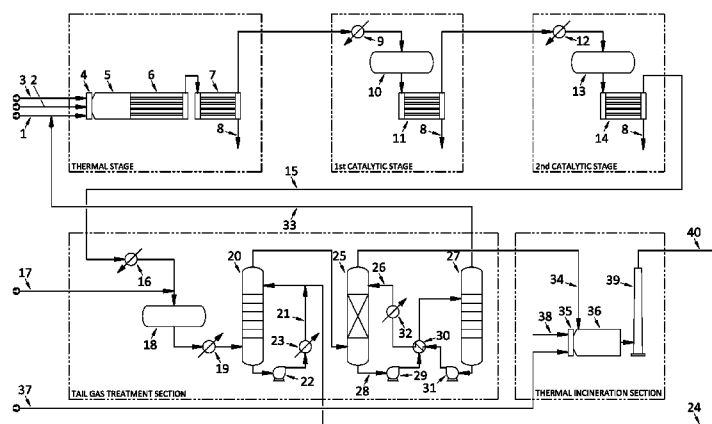 3 2 4 5 6 7 9 12
10 13
1 8 11 8 14 8
THERMAL STAGE 1st CATALYTIC STAGE 2nd CATALYTIC STAGE
15
33
20 25 27 40
17 16 26 34 39
21 38 35 36
18 23 32 30
19 22 28 29 31
37 TAIL GAS TREATMENT SECTION THERMAL INCINERATION SECTION 24